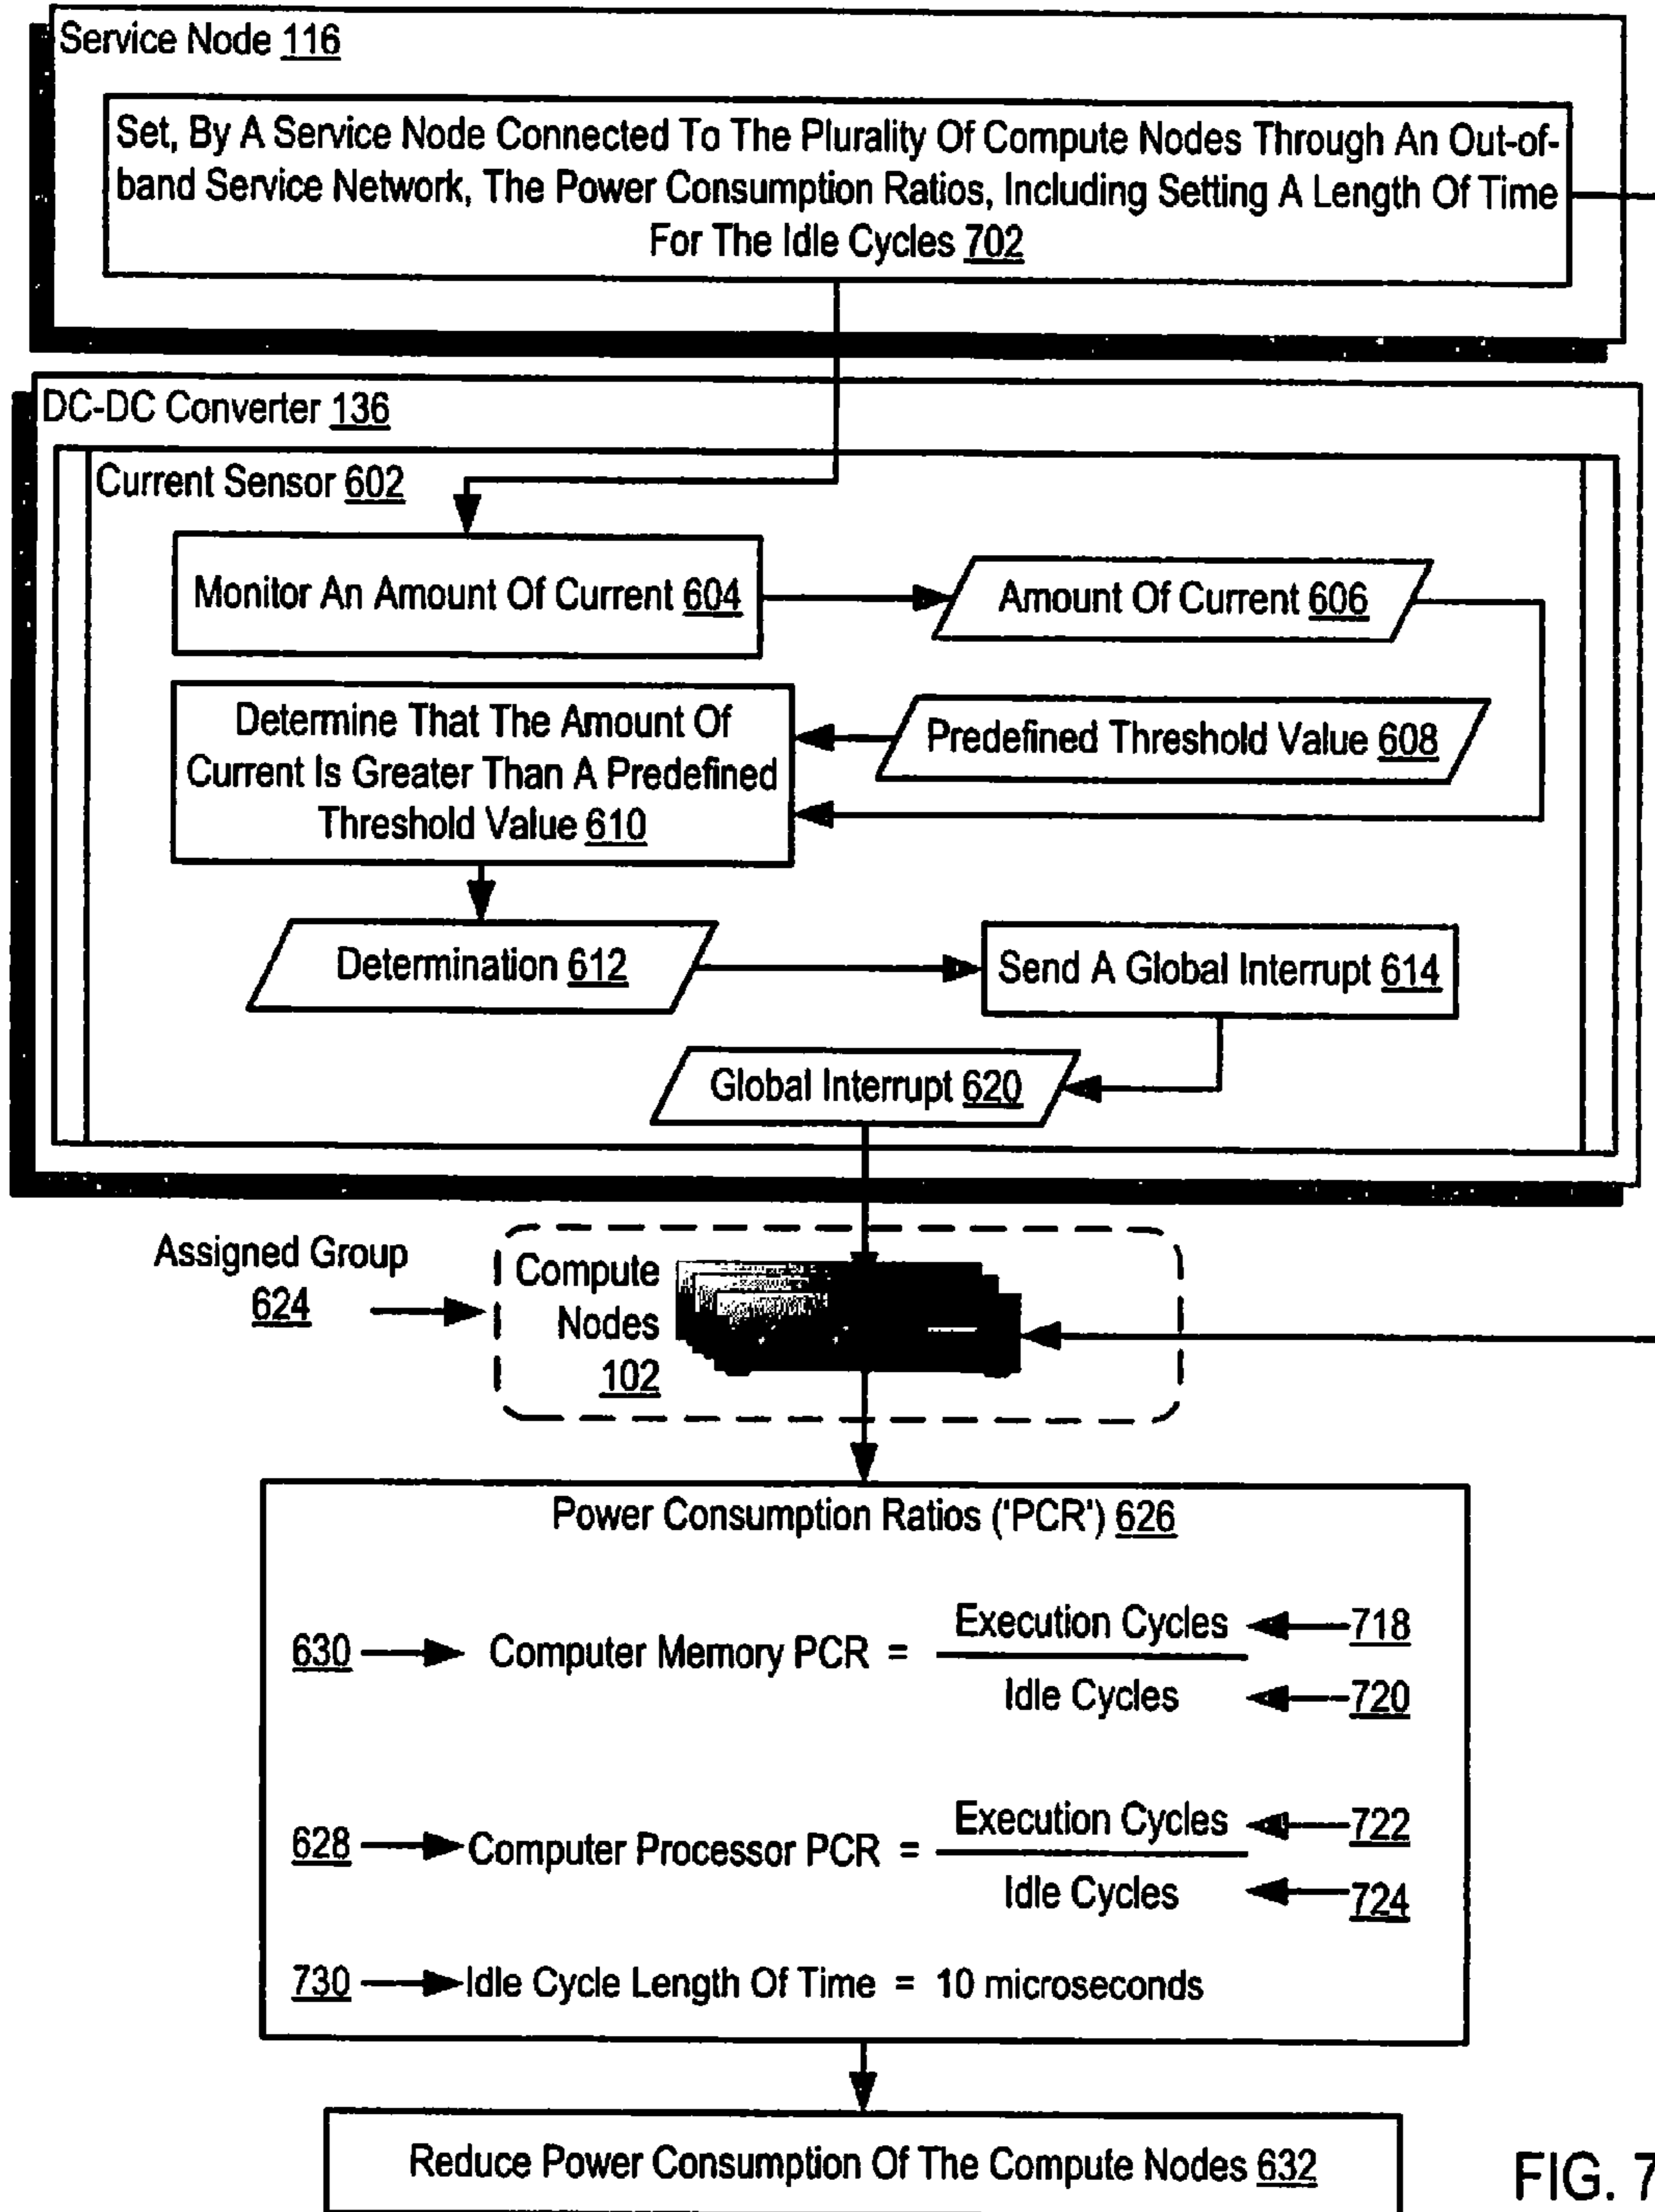 Service Node 116
Set, By A Service Node Connected To The Plurality Of Compute Nodes Through An Out-of-
band Service Network, The Power Consumption Ratios, Including Setting A Length Of Time
For The Idle Cycles 702
DC-DC Converter 136
Current Sensor 602
Monitor An Amount Of Current 604
Amount Of Current 606
Determine That The Amount Of
Current Is Greater Than A Predefined
Threshold Value 610
Predefined Threshold Value 608
Determination 612
Send A Global Interrupt 614
Global Interrupt 620
Assigned Group
624
Compute
Nodes
102
Power Consumption Ratios ('PCR') 626
630
Computer Memory PCR =
Execution Cycles
718
Idle Cycles
720
628
Computer Processor PCR =
Execution Cycles
722
Idle Cycles
724
730
Idle Cycle Length Of Time = 10 microseconds
Reduce Power Consumption Of The Compute Nodes 632
FIG. 7